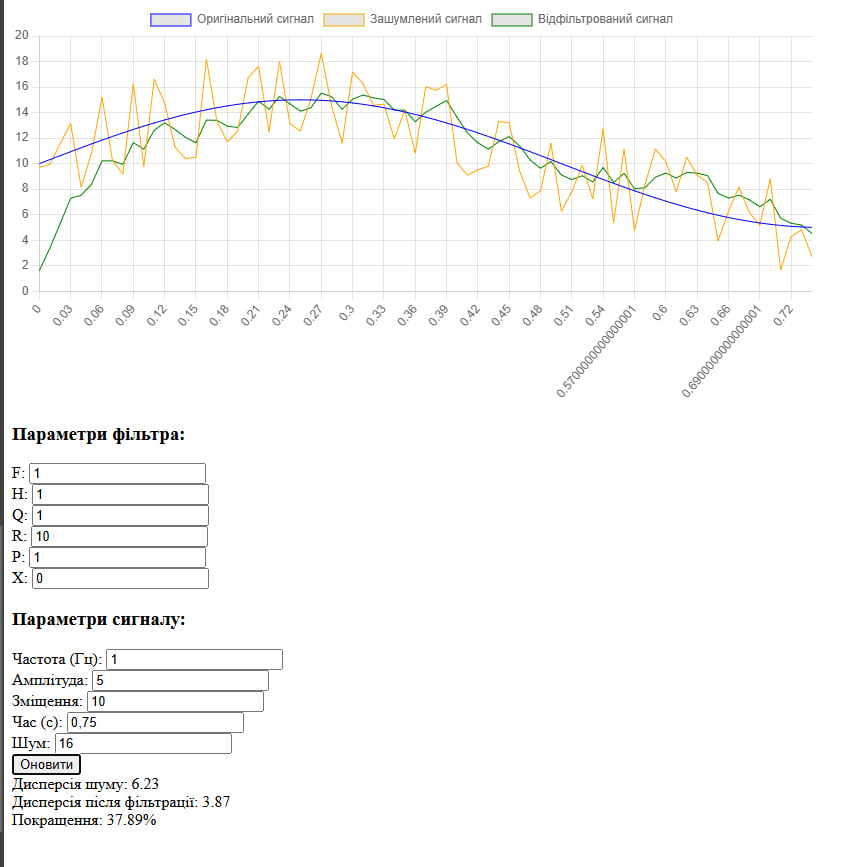 Оригінальний сигнал Зашумлений сигнал Відфільтрований сигнал
20
18
16
14
12
10
8
6
4
2
0
0 0.03 0.06 0.09 0.12 0.15 0.18 0.21 0.24 0.27 0.3 0.33 0.36 0.39 0.42 0.45 0.48 0.51 0.54 0.5700000000000001 0.6 0.63 0.66 0.6900000000000001 0.72
Параметри фільтра:
F: 1
H: 1
Q: 1
R: 10
P: 1
X: 0
Параметри сигналу:
Частота (Гц): 1
Амплітуда: 5
Зміщення: 10
Час (с): 0,75
Шум: 16
Оновити
Дисперсія шуму: 6.23
Дисперсія після фільтрації: 3.87
Покращення: 37.89%